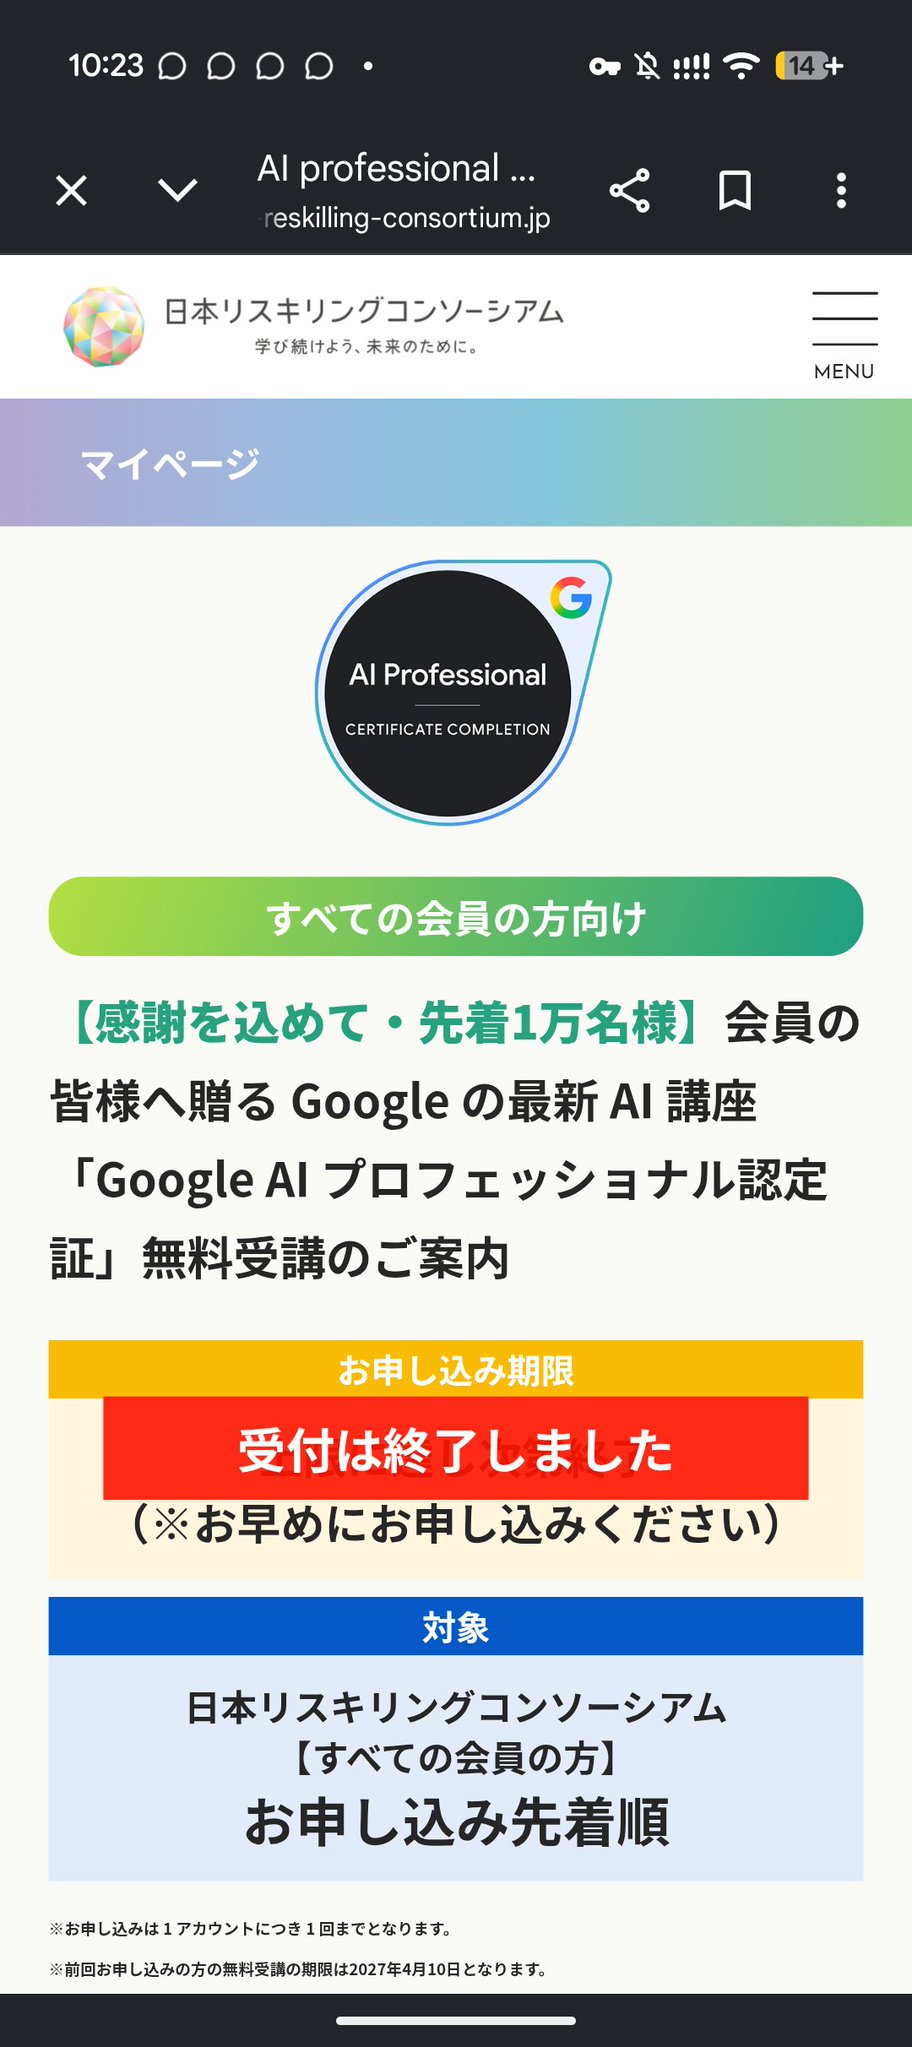 10:23
14
AI professional ...
reskilling-consortium.jp
日本リスキリングコンソーシアム
学び続けよう、未来のために。
MENU
マイページ
G
AI Professional
CERTIFICATE COMPLETION
すべての会員の方向け
【感謝を込めて・先着1万名様】会員の
皆様へ贈る Google の最新 AI 講座
「Google AI プロフェッショナル認定
証」無料受講のご案内
お申し込み期限
受付は終了しました
（※お早めにお申し込みください）
対象
日本リスキリングコンソーシアム
【すべての会員の方】
お申し込み先着順
※お申し込みは 1 アカウントにつき 1 回までとなります。
※前回お申し込みの方の無料受講の期限は2027年4月10日となります。